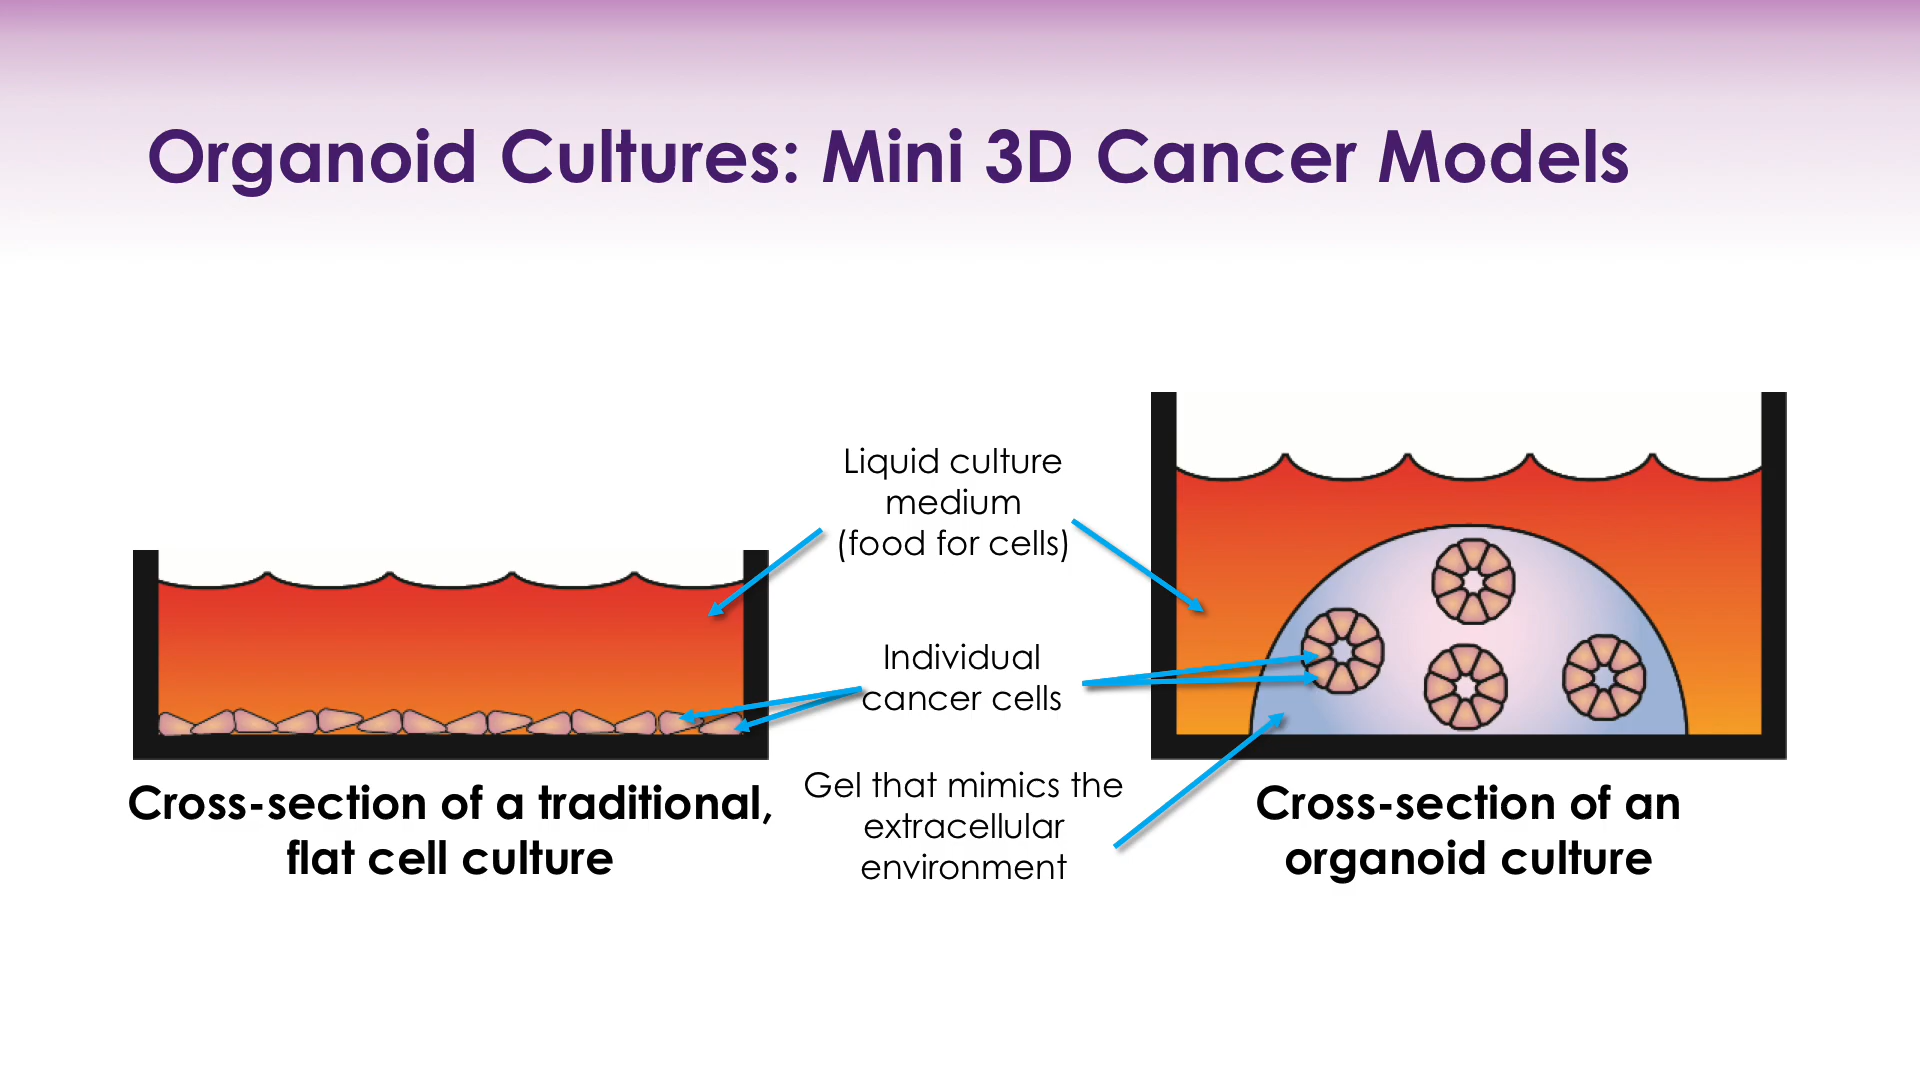 Organoid Cultures: Mini 3D Cancer Models
Liquid culture
medium
(food for cells)
Individual
cancer cells
Gel that mimics the
extracellular
environment
Cross-section of a traditional,
flat cell culture
Cross-section of an
organoid culture